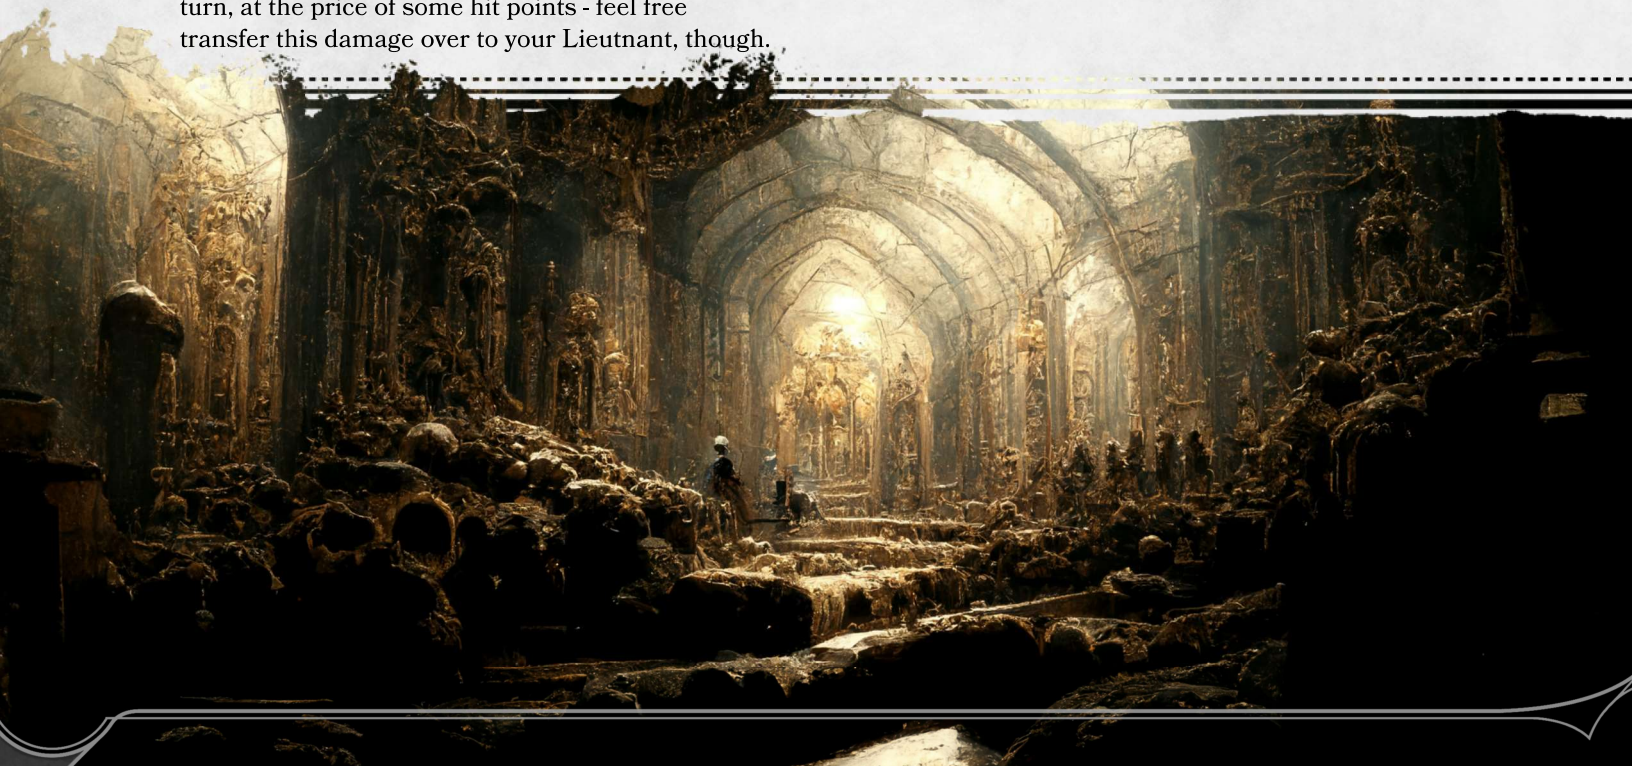 turn, at the price of some hit points - feel free
transfer this damage over to your Lieutnant, though.